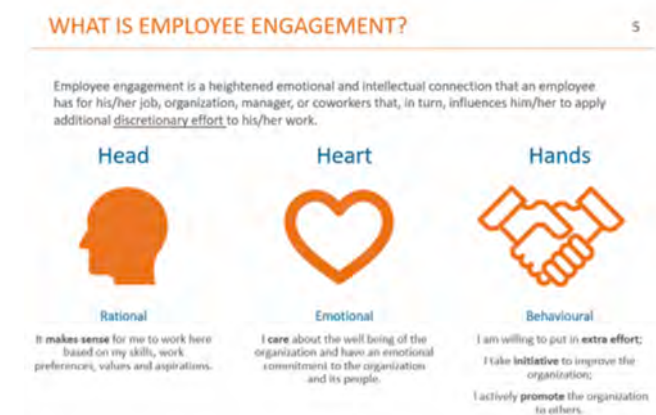 WHAT IS EMPLOYEE ENGAGEMENT?
5
Employee engagement is a heightened emotional and intellectual connection that an employee
has for his/her job, organization, manager, or coworkers that, in turn, influences him/her to apply
additional discretionary effort to his/her work.
Head
Heart
Hands
Rational
It makes sense for me to work here
based on my skills, work
preferences, values and aspirations.
Emotional
I care about the well being of the
organization and have an emotional
commitment to the organization
and its people.
Behavioural
I am willing to put in extra effort;
I take initiative to improve the
organization;
I actively promote the organization
to others.